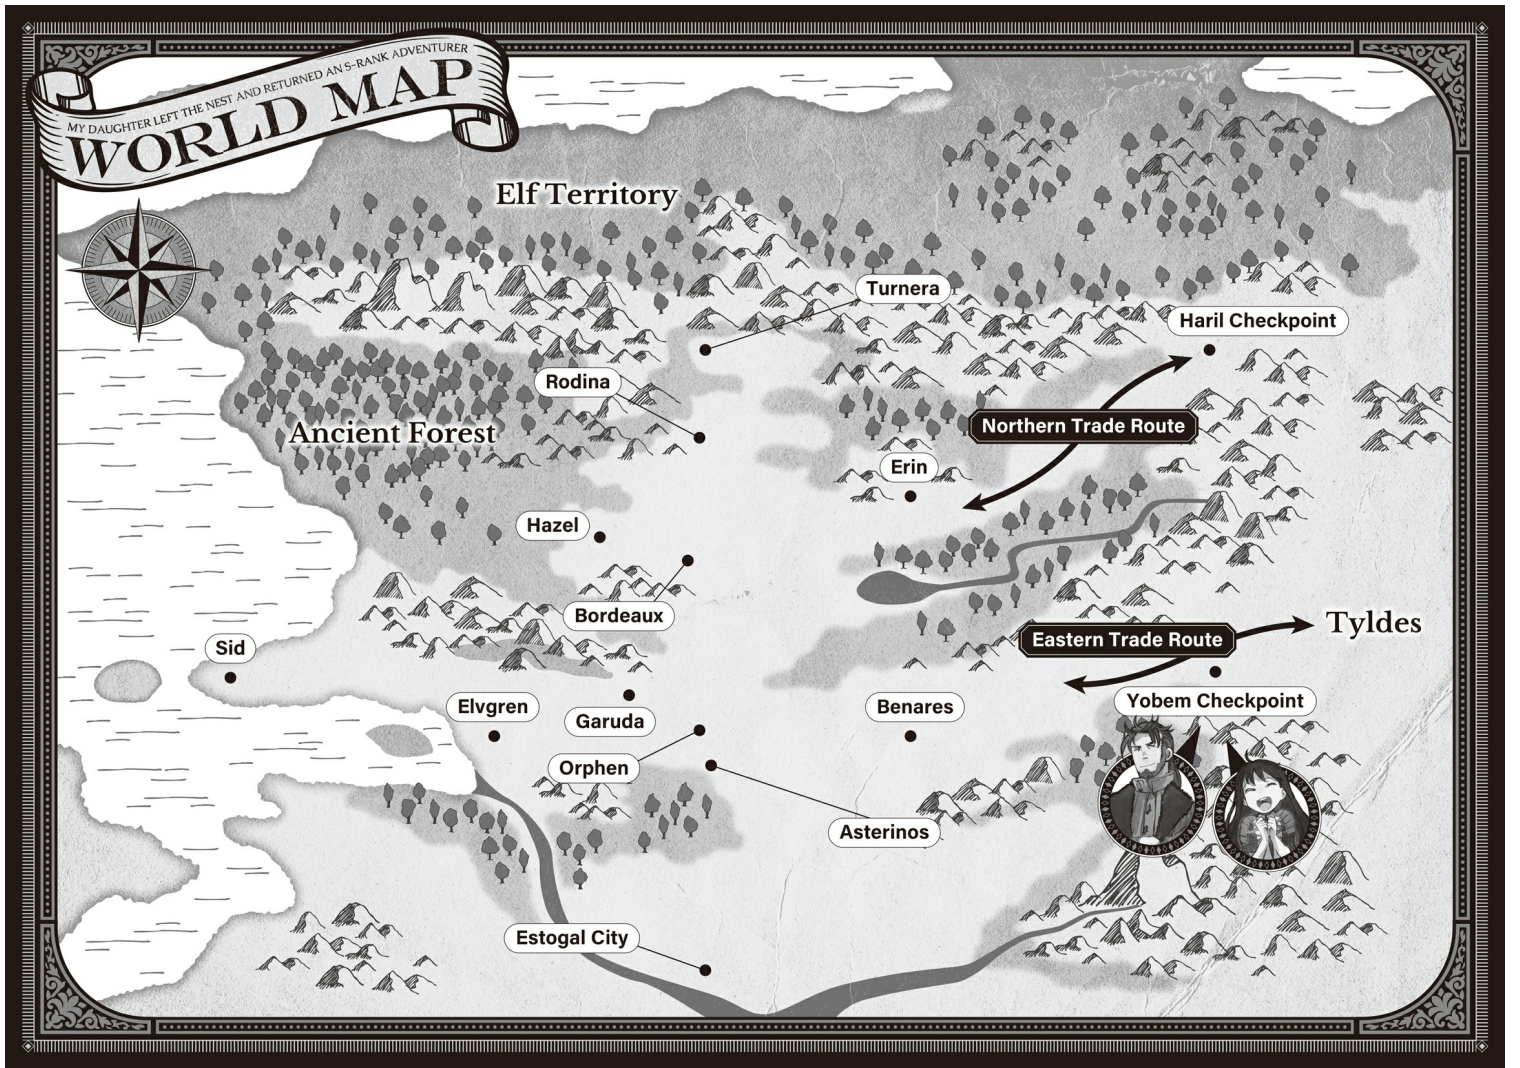 MY DAUGHTER LEFT THE NEST AND RETURNED AN S-RANK ADVENTURER
WORLD MAP
Elf Territory
Turnera
Haril Checkpoint
Rodina
Northern Trade Route
Ancient Forest
Erin
Hazel
Bordeaux
Tyldes
Eastern Trade Route
Sid
Yobem Checkpoint
Elvgren
Benares
Garuda
Orphen
Asterinos
Estogal City